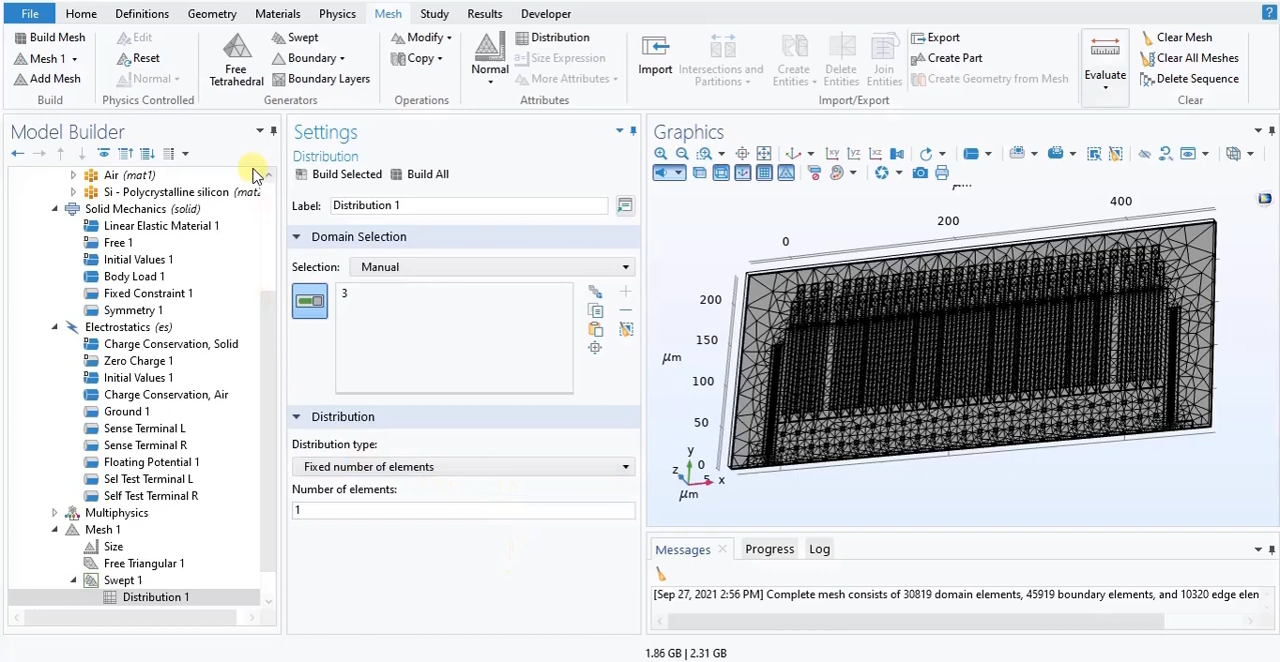 File Home Definitions Geometry Materials Physics Mesh Study Results Developer
Build Mesh Edit Swept Modify Distribution Export Clear Mesh
Mesh 1 Reset Boundary Copy Size Expression Create Part Clear All Meshes
Add Mesh Normal Free Tetrahedral Boundary Layers Normal More Attributes Import Intersections and Partitions Create Entities Delete Entities Join Entities Create Geometry from Mesh Evaluate Delete Sequence
Build Physics Controlled Generators Operations Attributes Import/Export Clear
Model Builder
Air (mat1)
Si - Polycrystalline silicon (mat2
Solid Mechanics (solid)
Linear Elastic Material 1
Free 1
Initial Values 1
Body Load 1
Fixed Constraint 1
Symmetry 1
Electrostatics (es)
Charge Conservation, Solid
Zero Charge 1
Initial Values 1
Charge Conservation, Air
Ground 1
Sense Terminal L
Sense Terminal R
Floating Potential 1
Sel Test Terminal L
Self Test Terminal R
Multiphysics
Mesh 1
Size
Free Triangular 1
Swept 1
Distribution 1
Settings
Distribution
Build Selected Build All
Label: Distribution 1
Domain Selection
Selection: Manual
3
Distribution
Distribution type:
Fixed number of elements
Number of elements:
1
Graphics
xy yz xz
µm
400
200
0
200
150
µm
100
50
0
y
z
x
5
µm
Messages Progress Log
[Sep 27, 2021 2:56 PM] Complete mesh consists of 30819 domain elements, 45919 boundary elements, and 10320 edge elen
1.86 GB | 2.31 GB